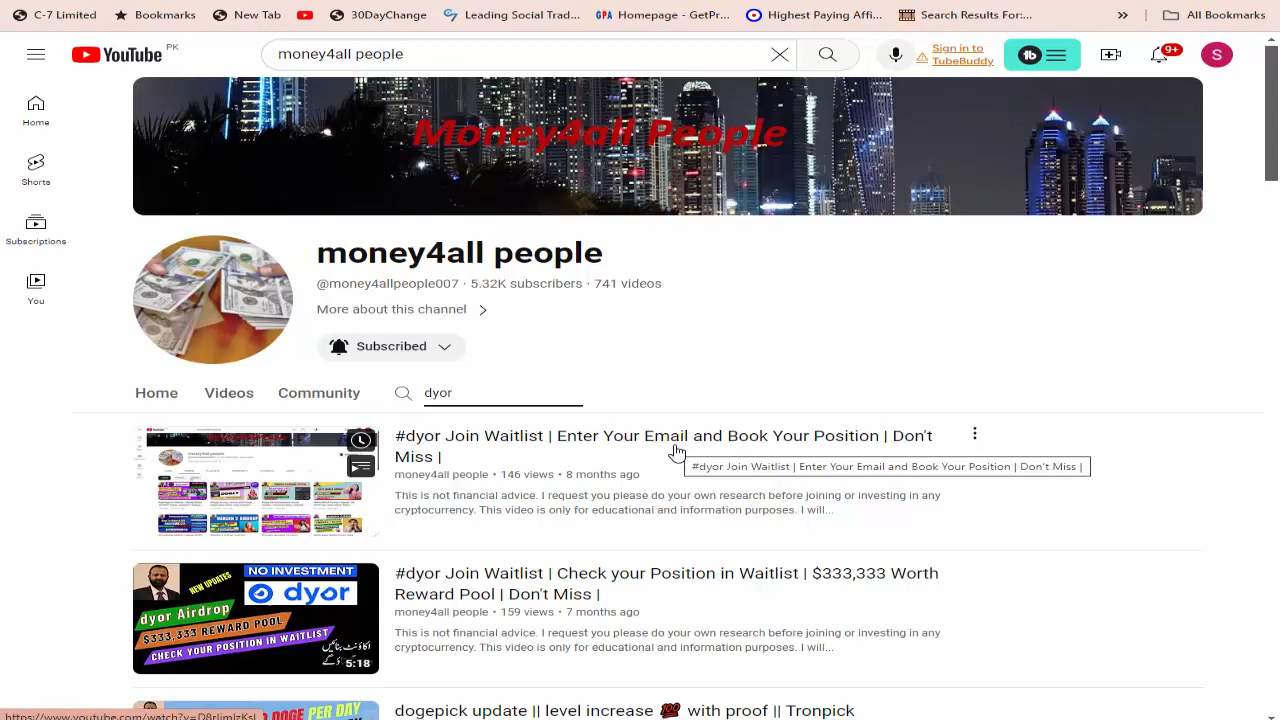 C-7 Limited
Bookmarks
New Tab
30DayChange
Leading Social Trad...
GPA Homepage - GetPr...
Highest Paying Affi...
Search Results For:...
»
All Bookmarks
YouTube PK
money4all people
Sign in to
TubeBuddy
tb
9+
S
Home
Shorts
Subscriptions
You
Money4all People
money4all people
@money4allpeople007 · 5.32K subscribers · 741 videos
More about this channel
Subscribed
Home Videos Community dyor
#dyor Join Waitlist | Enter Your Email and Book Your Position | Don't
Miss |
#dyor Join Waitlist | Enter Your Email and Book Your Position | Don't Miss |
money4all people • 146 views • months ago
This is not financial advice. I request you please do your own research before joining or investing in any
cryptocurrency. This video is only for educational and information purposes. I will...
NO INVESTMENT
NEW UPDATES
dyor
dyor Airdrop
$333,333 REWARD POOL
CHECK YOUR POSITION IN WAITLIST
اکاؤنٹ بنائیں
5:18
#dyor Join Waitlist | Check your Position in Waitlist | $333,333 Worth
Reward Pool | Don't Miss |
money4all people • 159 views • 7 months ago
This is not financial advice. I request you please do your own research before joining or investing in any
cryptocurrency. This video is only for educational and information purposes. I will...
DOGE PER DAY
dogepick update || level increase 💯 with proof || Tronpick